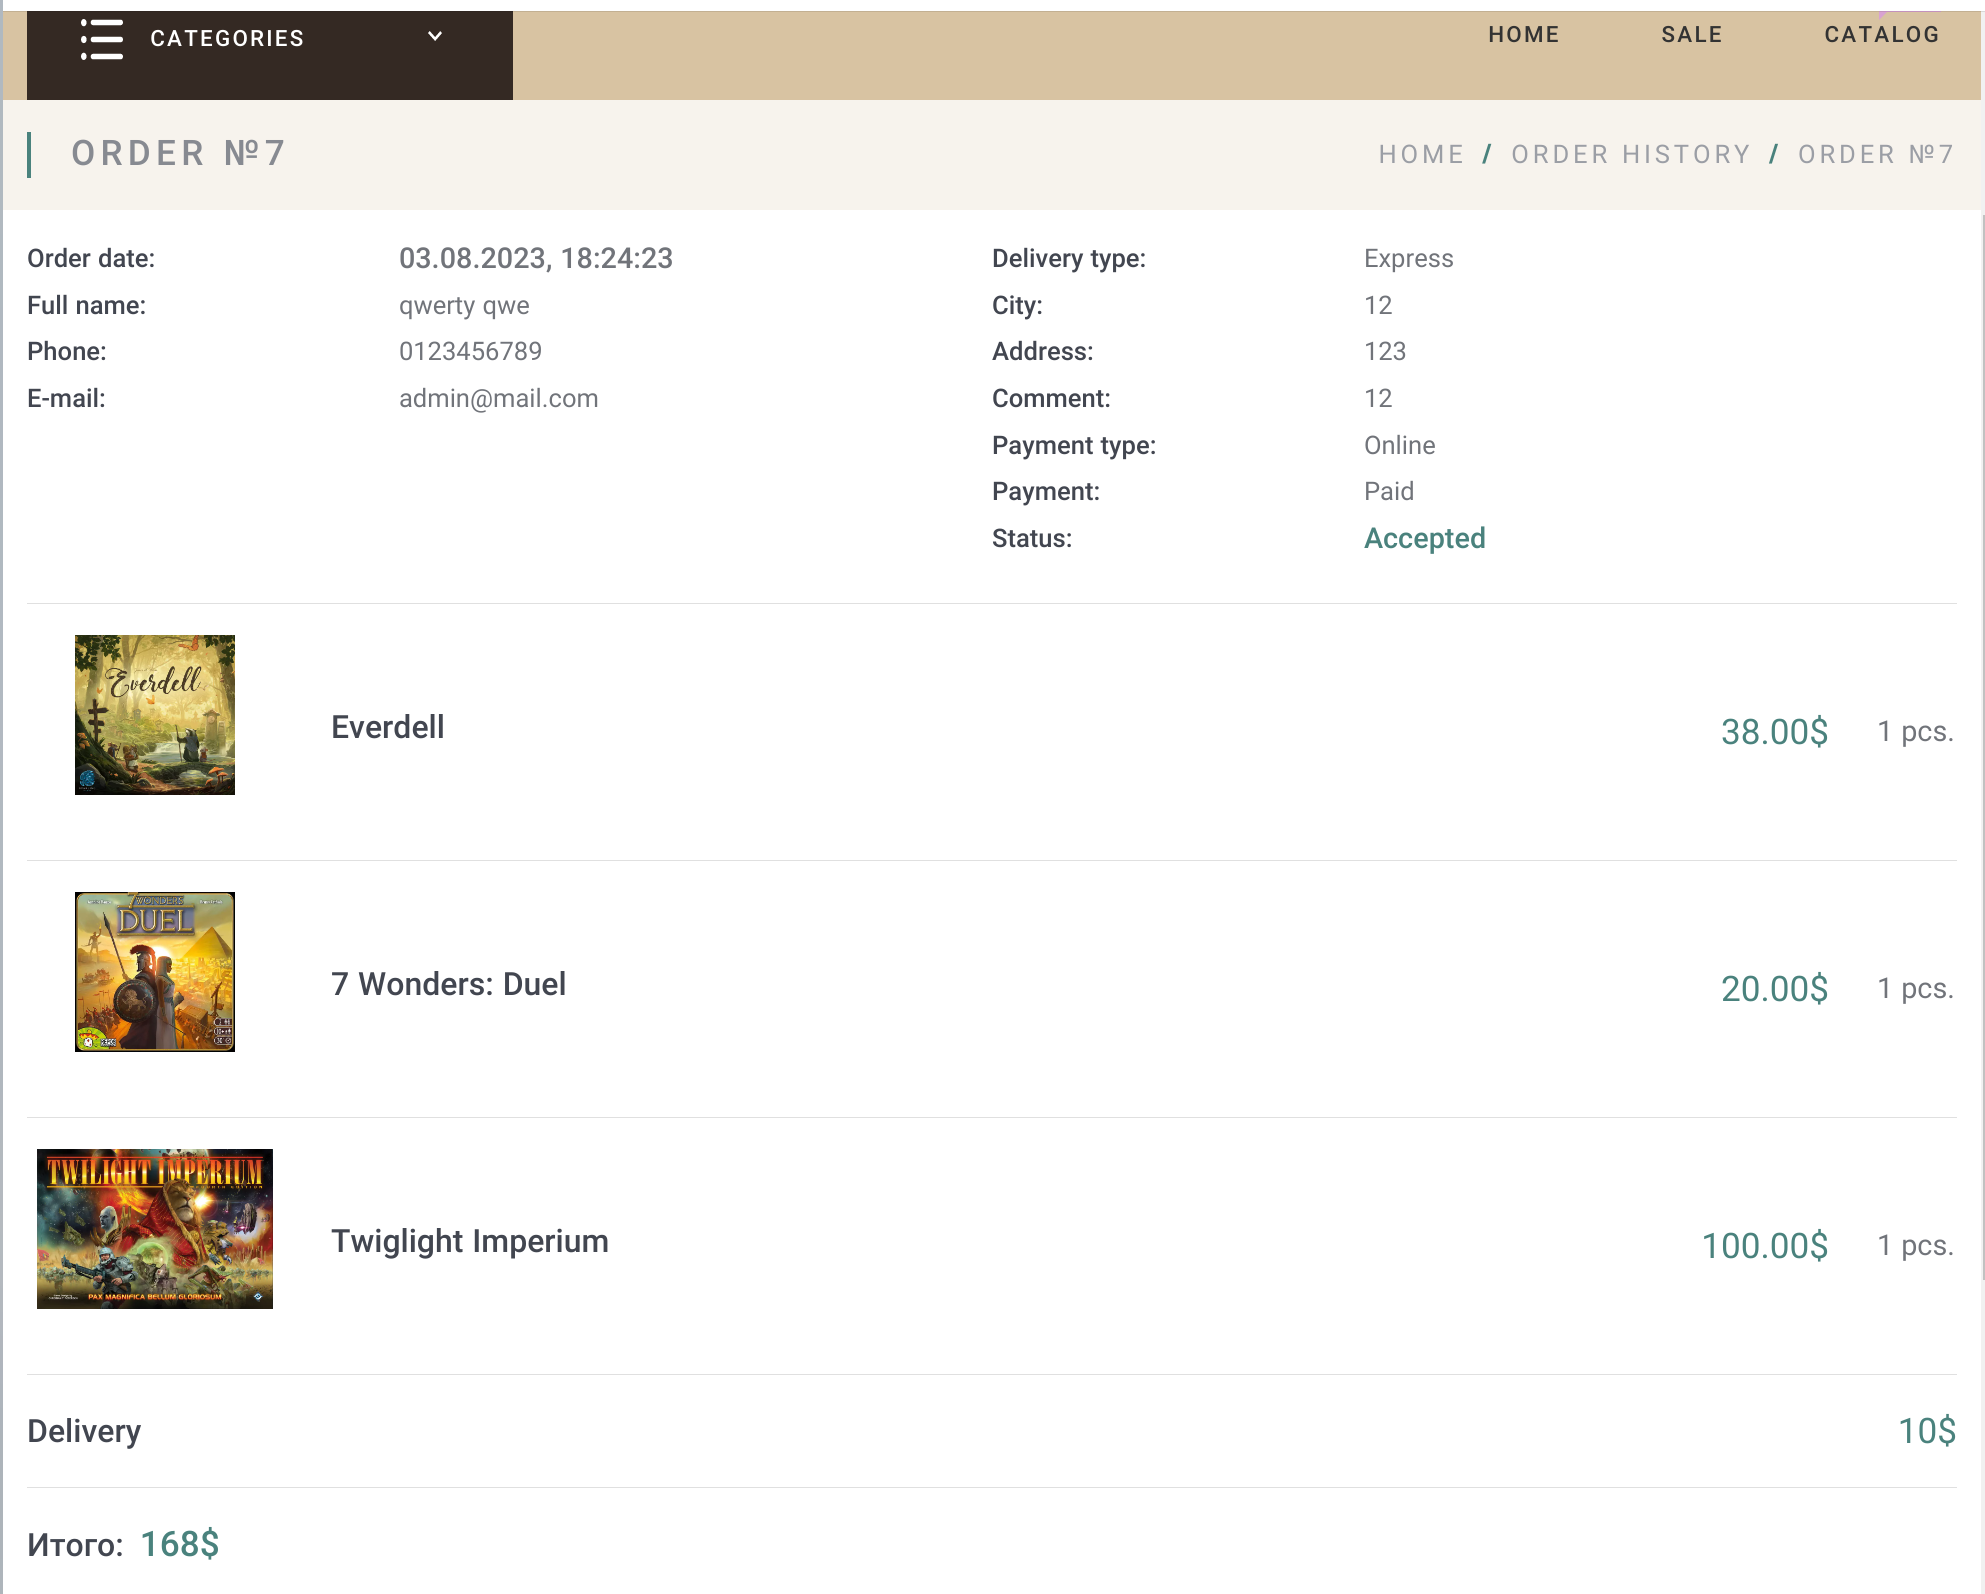 CATEGORIES
HOME SALE CATALOG
ORDER №7
HOME / ORDER HISTORY / ORDER №7
Order date: 03.08.2023, 18:24:23
Full name: qwerty qwe
Phone: 0123456789
E-mail: admin@mail.com
Delivery type: Express
City: 12
Address: 123
Comment: 12
Payment type: Online
Payment: Paid
Status: Accepted
Everdell
Everdell 38.00$ 1 pcs.
7 WONDERS
DUEL
7 Wonders: Duel 20.00$ 1 pcs.
TWILIGHT IMPERIUM
PAX MAGNIFICA BELLUM GLORIOSUM
Twiglight Imperium 100.00$ 1 pcs.
Delivery 10$
Итого: 168$